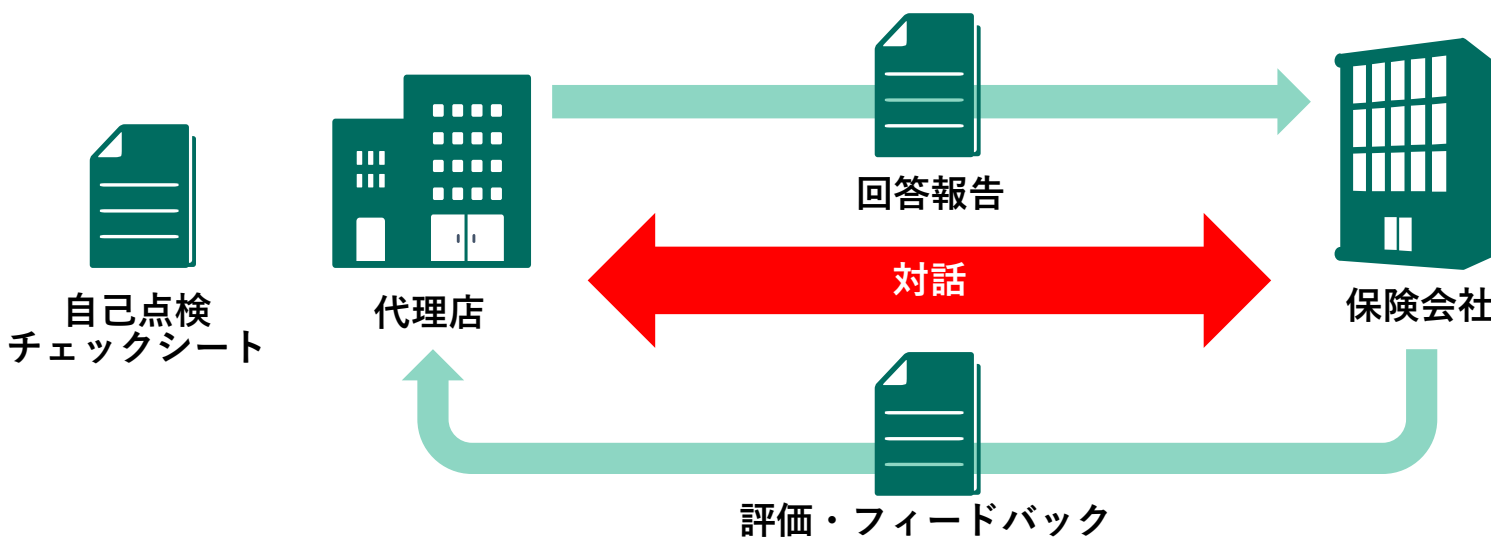 回答報告
対話
自己点検
チェックシート
代理店
保険会社
評価・フィードバック